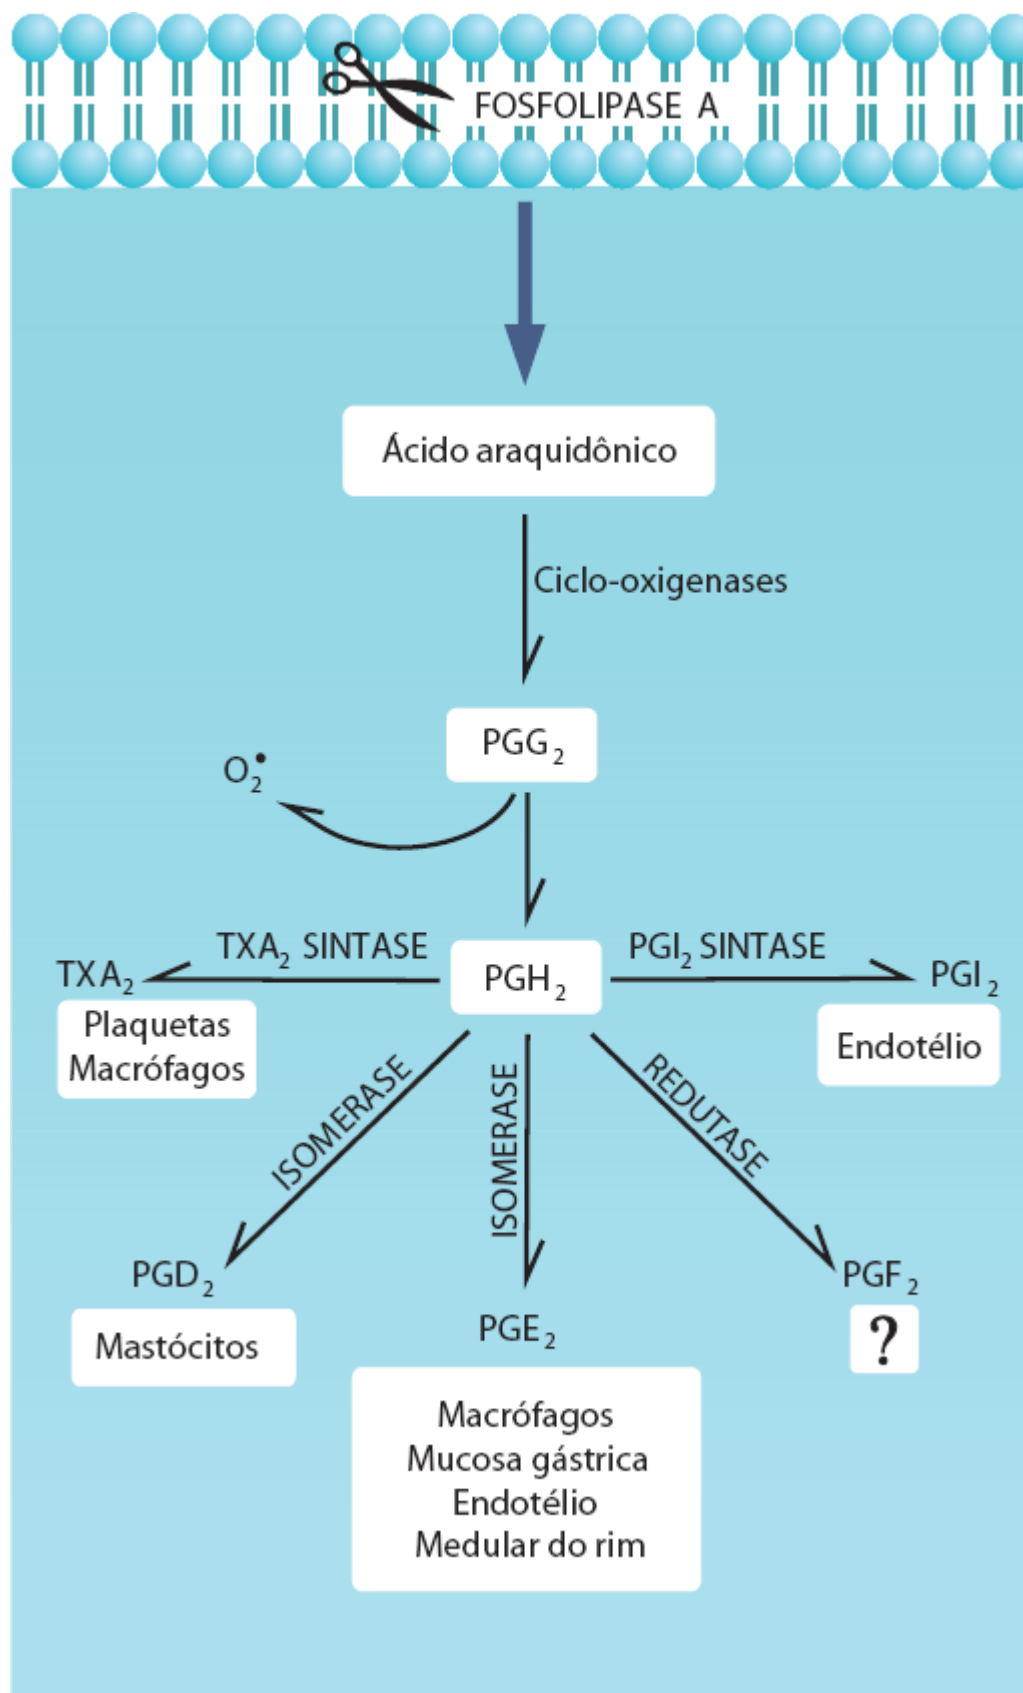 FOSFOLIPASE A
Ácido araquidônico
Ciclo-oxigenases
PGG₂
O₂•
TXA₂ SINTASE
PGI₂ SINTASE
TXA₂
PGH₂
PGI₂
Plaquetas
Macrófagos
Endotélio
ISOMERASE
ISOMERASE
REDUTASE
PGD₂
Mastócitos
PGE₂
Macrófagos
Mucosa gástrica
Endotélio
Medular do rim
PGF₂
?